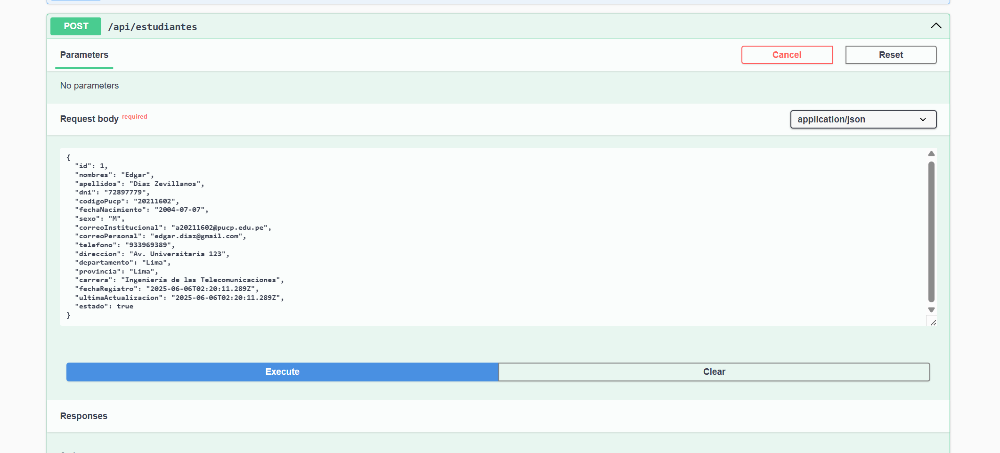 POST /api/estudiantes
Parameters
Cancel
Reset
No parameters
Request body required
application/json
{
  "id": 1,
  "nombres": "Edgar",
  "apellidos": "Diaz Zevillanos",
  "dni": "72897779",
  "codigoPucp": "20211602",
  "fechaNacimiento": "2004-07-07",
  "sexo": "M",
  "correoInstitucional": "a20211602@pucp.edu.pe",
  "correoPersonal": "edgar.diaz@gmail.com",
  "telefono": "933969389",
  "direccion": "Av. Universitaria 123",
  "departamento": "Lima",
  "provincia": "Lima",
  "carrera": "Ingeniería de las Telecomunicaciones",
  "fechaRegistro": "2025-06-06T02:20:11.289Z",
  "ultimaActualizacion": "2025-06-06T02:20:11.289Z",
  "estado": true
}
Execute
Clear
Responses